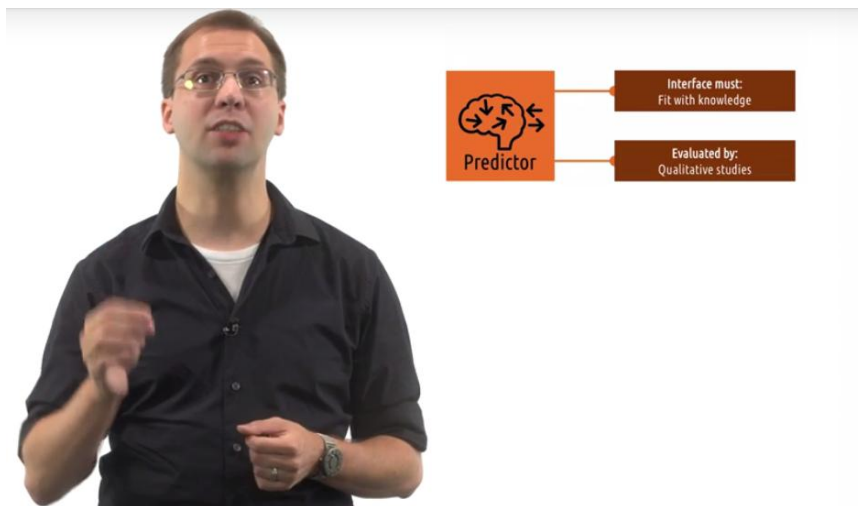 Predictor
Interface must:
Fit with knowledge
Evaluated by:
Qualitative studies